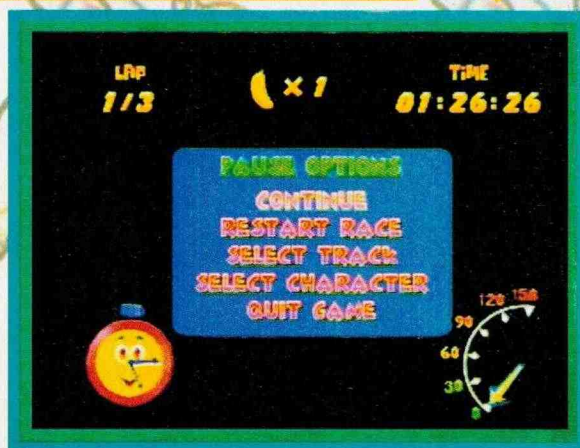 LAP
1/3
× 1
TIME
01:26:26
PAUSE OPTIONS
CONTINUE
RESTART RACE
SELECT TRACK
SELECT CHARACTER
QUIT GAME
150
120
90
60
30
0